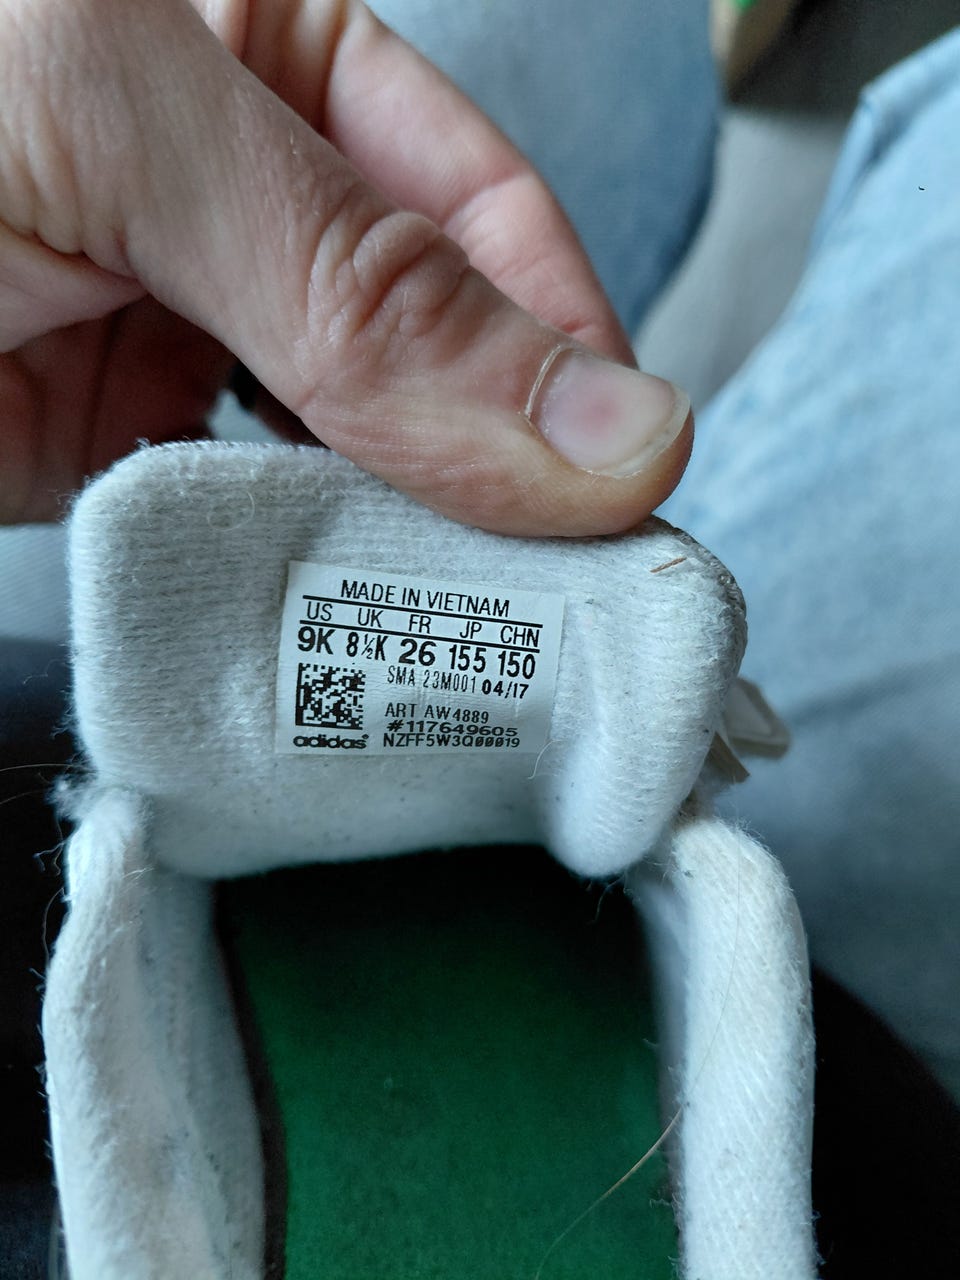 MADE IN VIETNAM
US UK FR JP CHN
9K 8½K 26 155 150
SMA 23M001 04/17
ART AW4889
#117649605
adidas® NZFF5W3Q00019